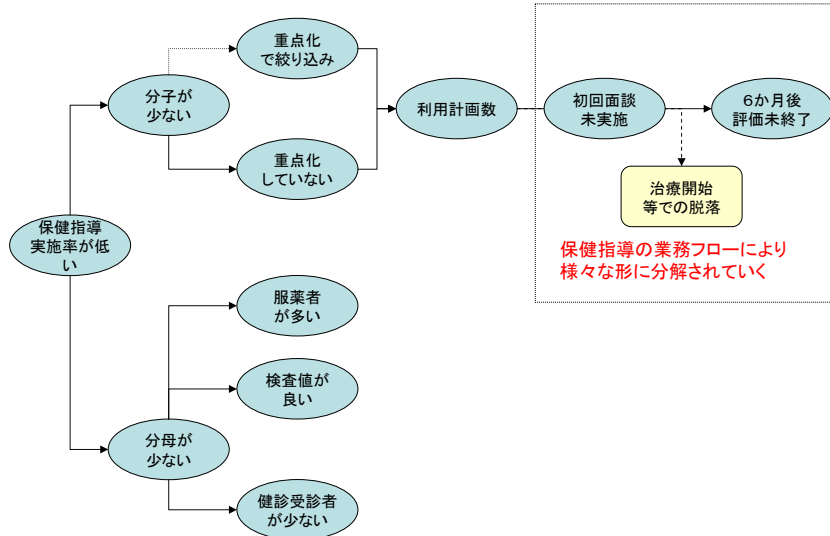 重点化
で絞り込み
分子が
少ない
利用計画数
初回面談
未実施
６か月後
評価未終了
重点化
していない
治療開始
等での脱落
保健指導
実施率が低
い
保健指導の業務フローにより
様々な形に分解されていく
服薬者
が多い
検査値が
良い
分母が
少ない
健診受診者
が少ない